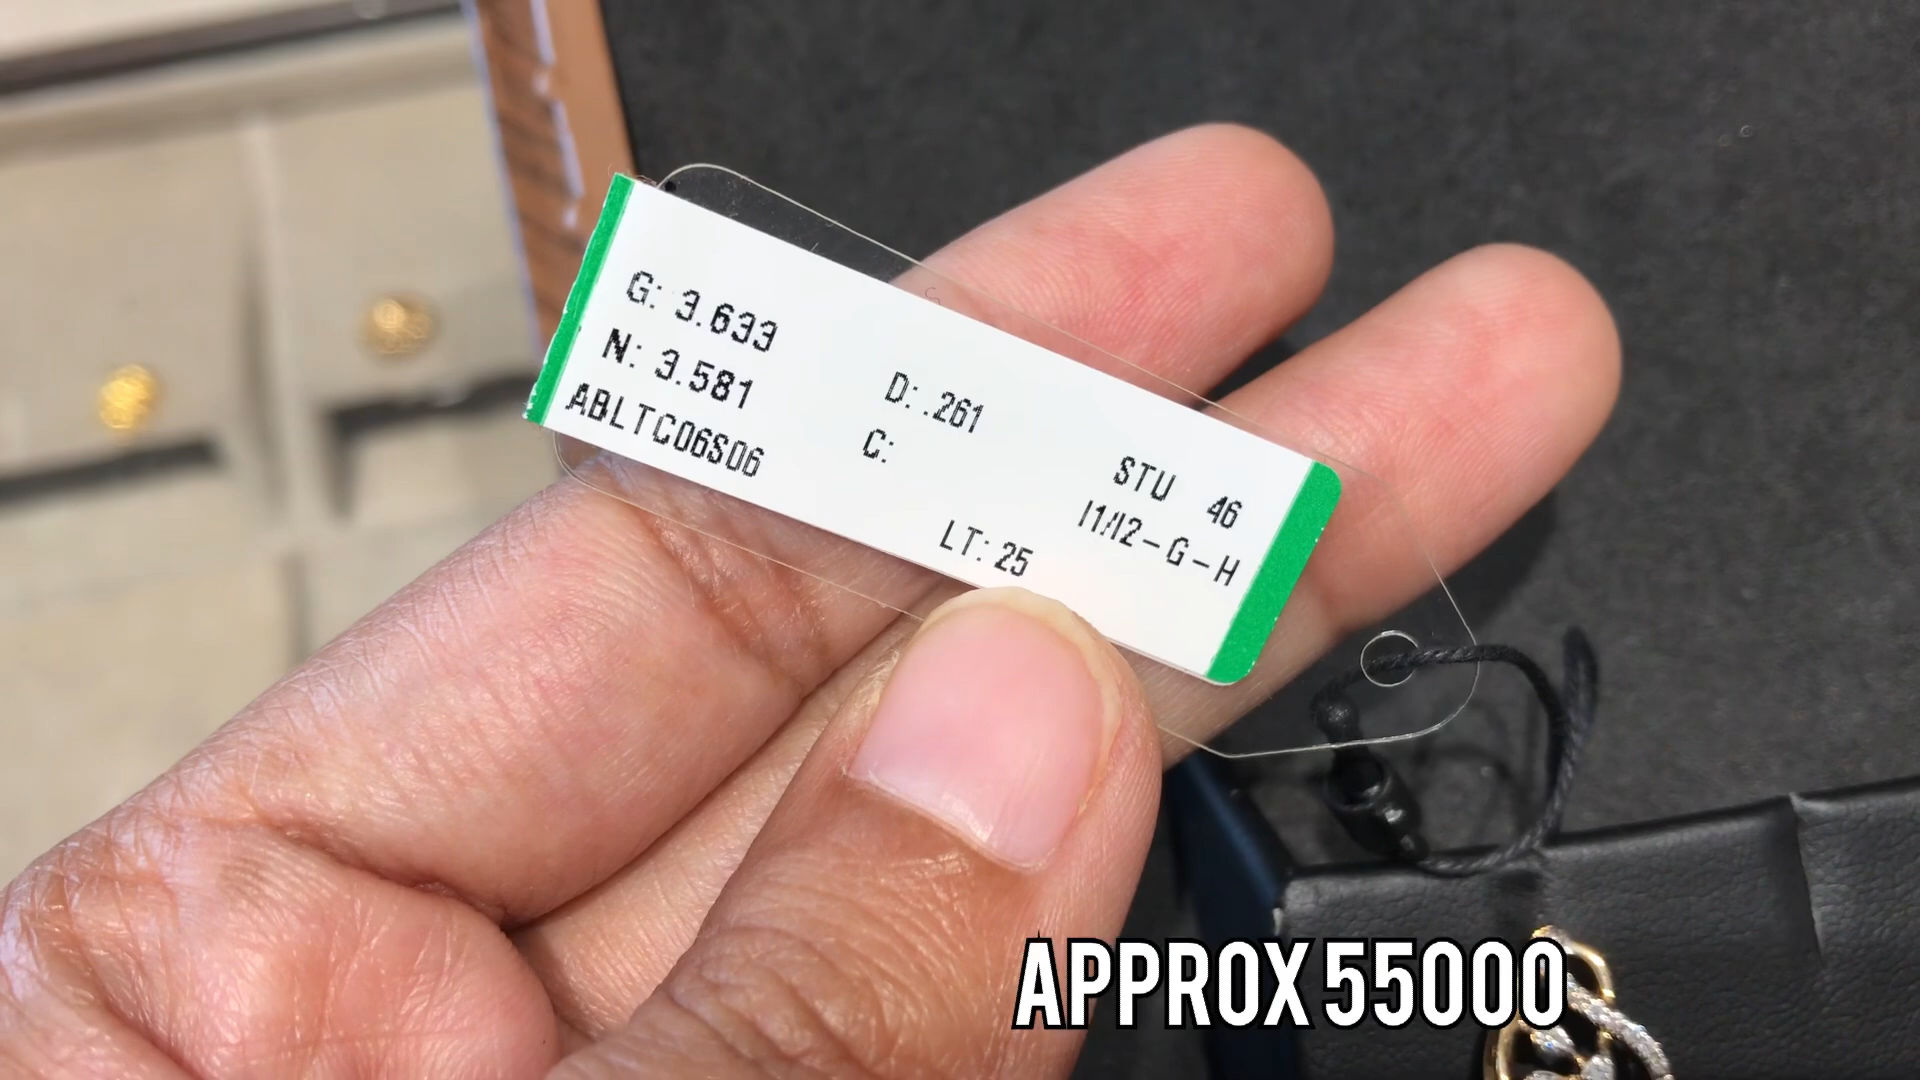 G: 3.633
N: 3.581
ABLTC06S06
D: .261
C:
LT: 25
STU 46
I1/I2-G-H
APPROX 55000